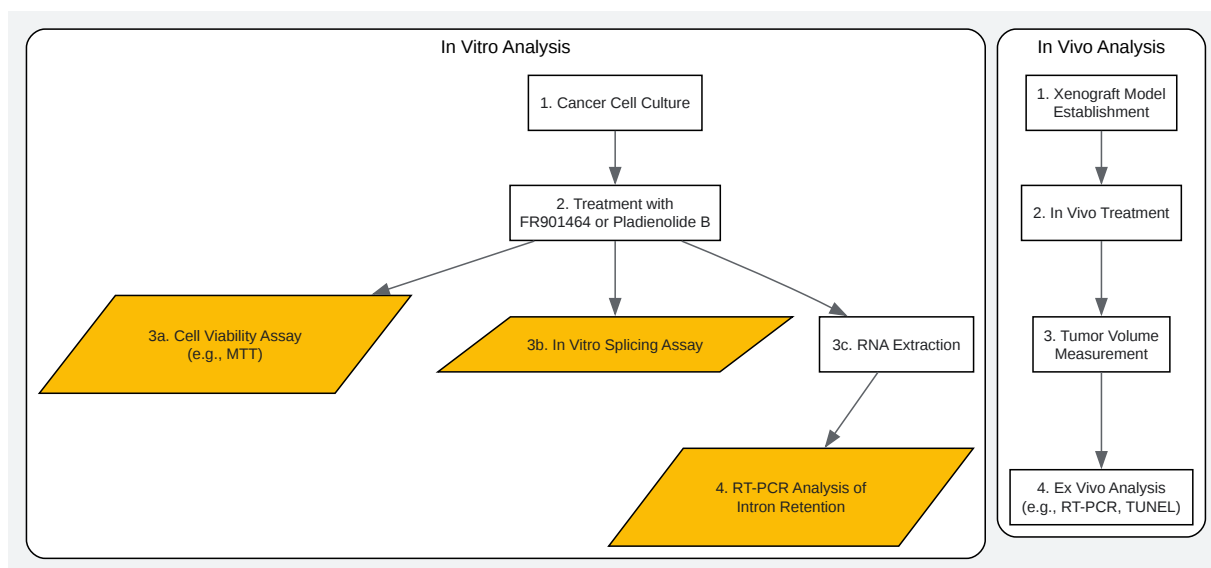 In Vitro Analysis
1. Cancer Cell Culture
2. Treatment with
FR901464 or Pladienolide B
3a. Cell Viability Assay
(e.g., MTT)
3b. In Vitro Splicing Assay
3c. RNA Extraction
4. RT-PCR Analysis of
Intron Retention
In Vivo Analysis
1. Xenograft Model
Establishment
2. In Vivo Treatment
3. Tumor Volume
Measurement
4. Ex Vivo Analysis
(e.g., RT-PCR, TUNEL)